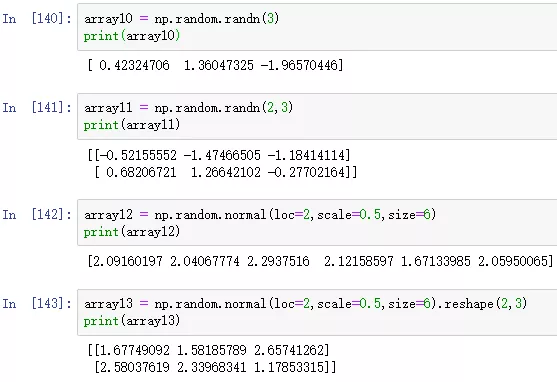 In [140]: array10 = np.random.randn(3)
print(array10)
[ 0.42324706 1.36047325 -1.96570446]
In [141]: array11 = np.random.randn(2,3)
print(array11)
[[-0.52155552 -1.47466505 -1.18414114]
[ 0.68206721 1.26642102 -0.27702164]]
In [142]: array12 = np.random.normal(loc=2,scale=0.5,size=6)
print(array12)
[2.09160197 2.04067774 2.2937516 2.12158597 1.67133985 2.05950065]
In [143]: array13 = np.random.normal(loc=2,scale=0.5,size=6).reshape(2,3)
print(array13)
[[1.67749092 1.58185789 2.65741262]
[2.58037619 2.33968341 1.17853315]]